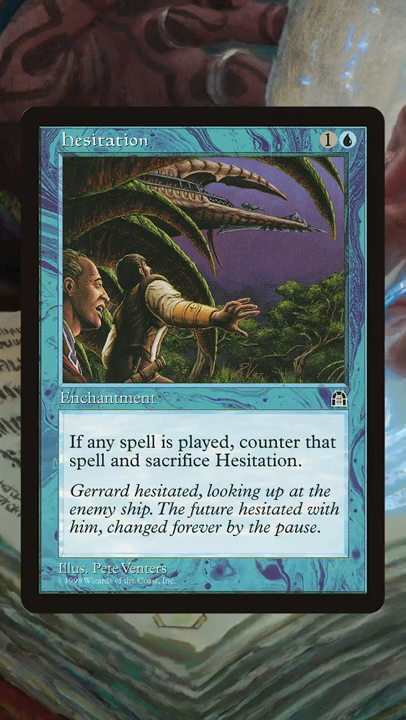 Hesitation 1
Enchantment
If any spell is played, counter that
spell and sacrifice Hesitation.
Gerrard hesitated, looking up at the
enemy ship. The future hesitated with
him, changed forever by the pause.
Illus. Pete Venters
© 1998 Wizards of the Coast, Inc.